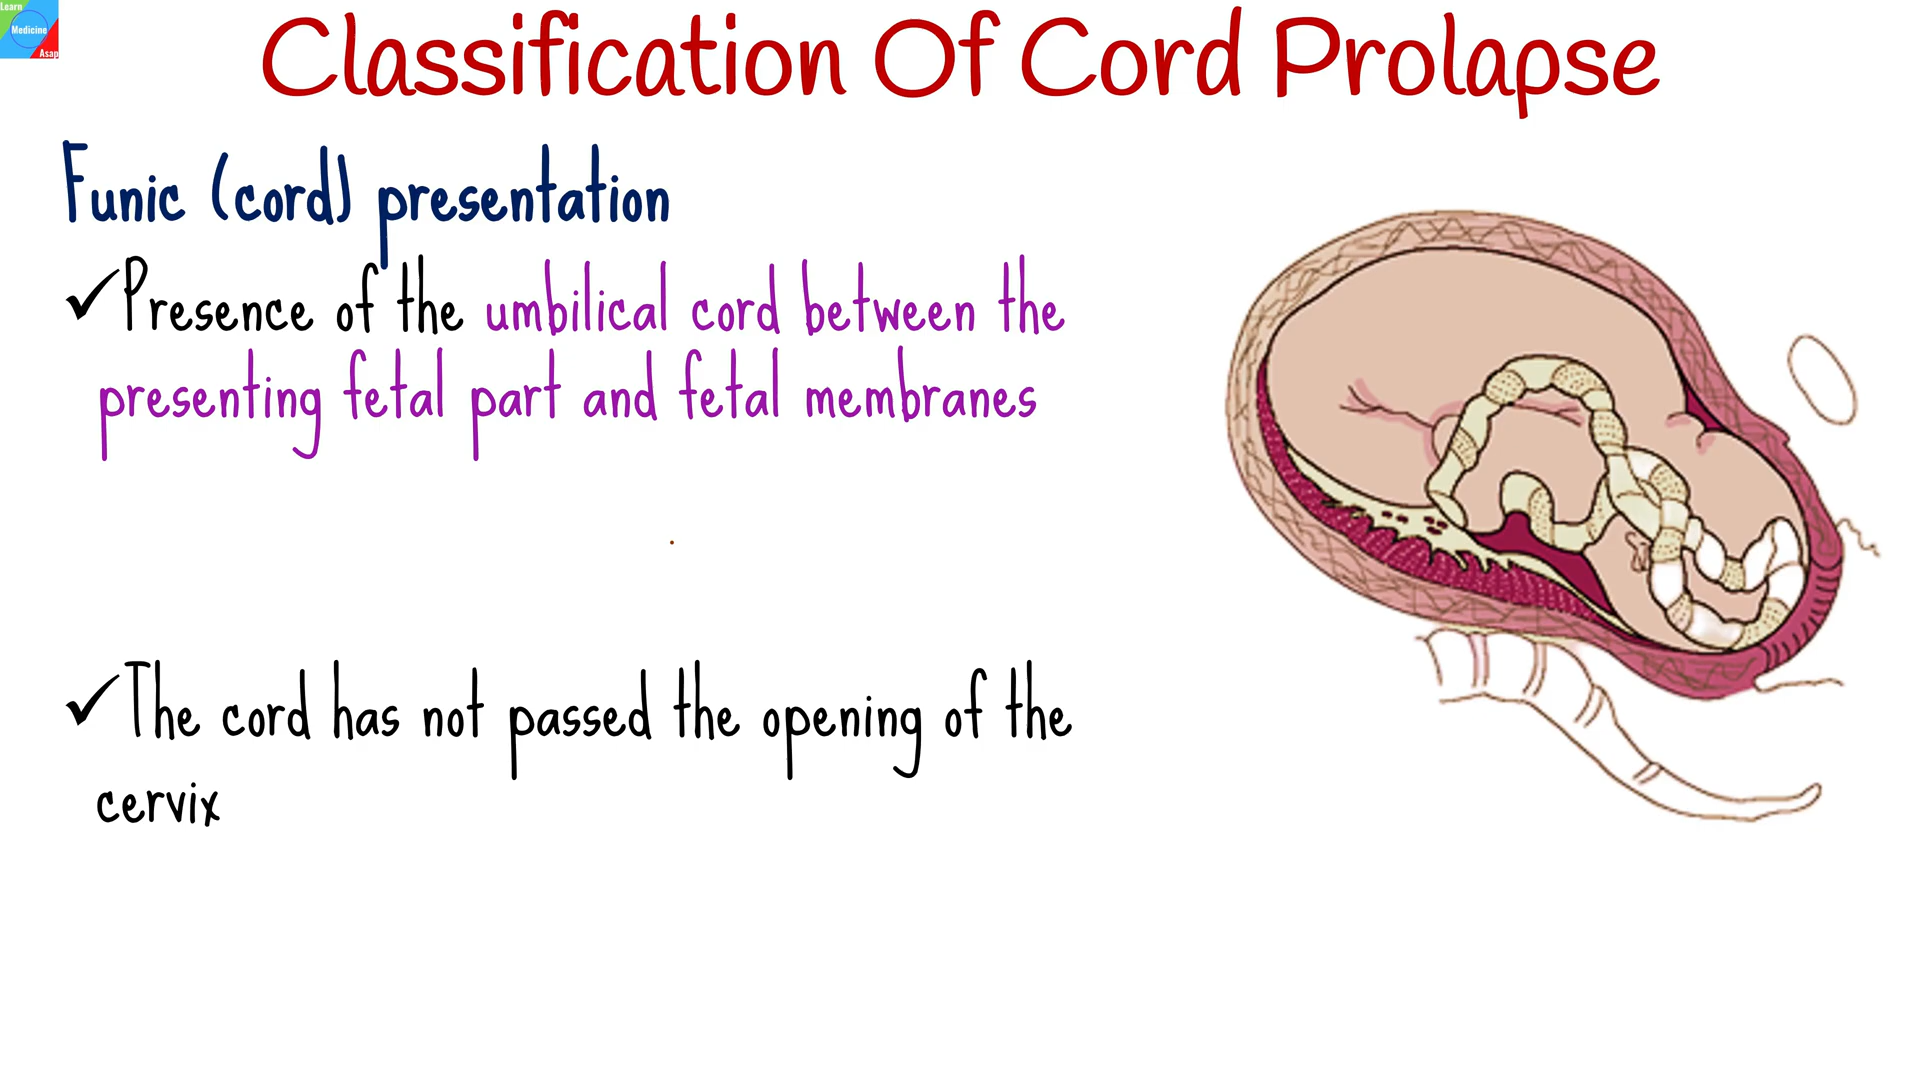 Learn
Medicine
Asap
Classification Of Cord Prolapse
Funic (cord) presentation
✓Presence of the umbilical cord between the
presenting fetal part and fetal membranes
✓The cord has not passed the opening of the
cervix